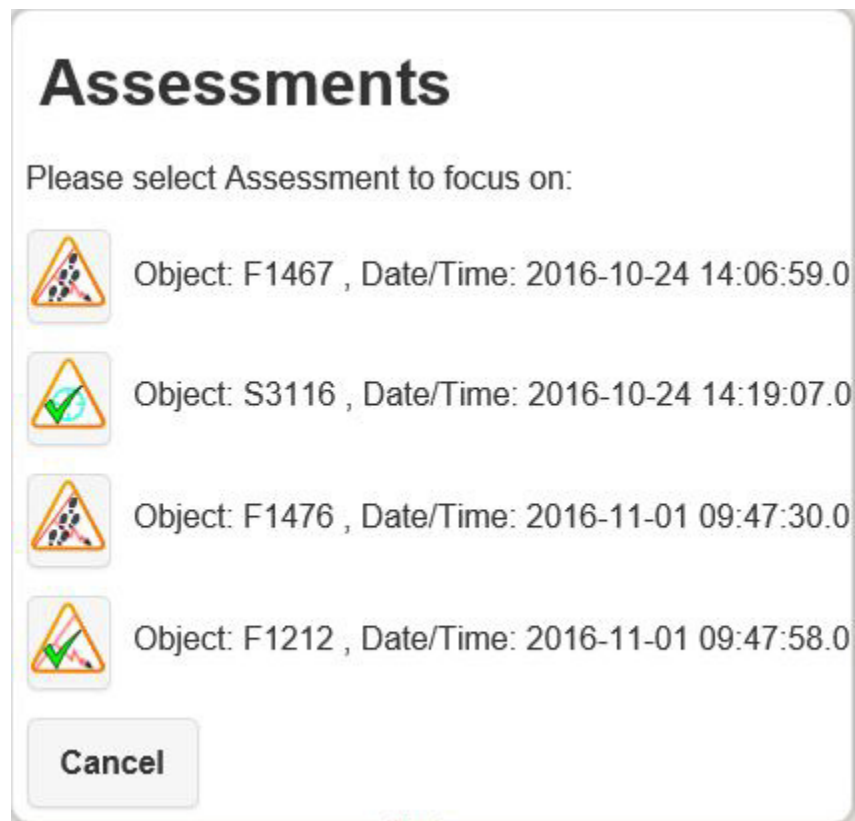 Assessments
Please select Assessment to focus on:
Object: F1467 , Date/Time: 2016-10-24 14:06:59.0
Object: S3116 , Date/Time: 2016-10-24 14:19:07.0
Object: F1476 , Date/Time: 2016-11-01 09:47:30.0
Object: F1212 , Date/Time: 2016-11-01 09:47:58.0
Cancel